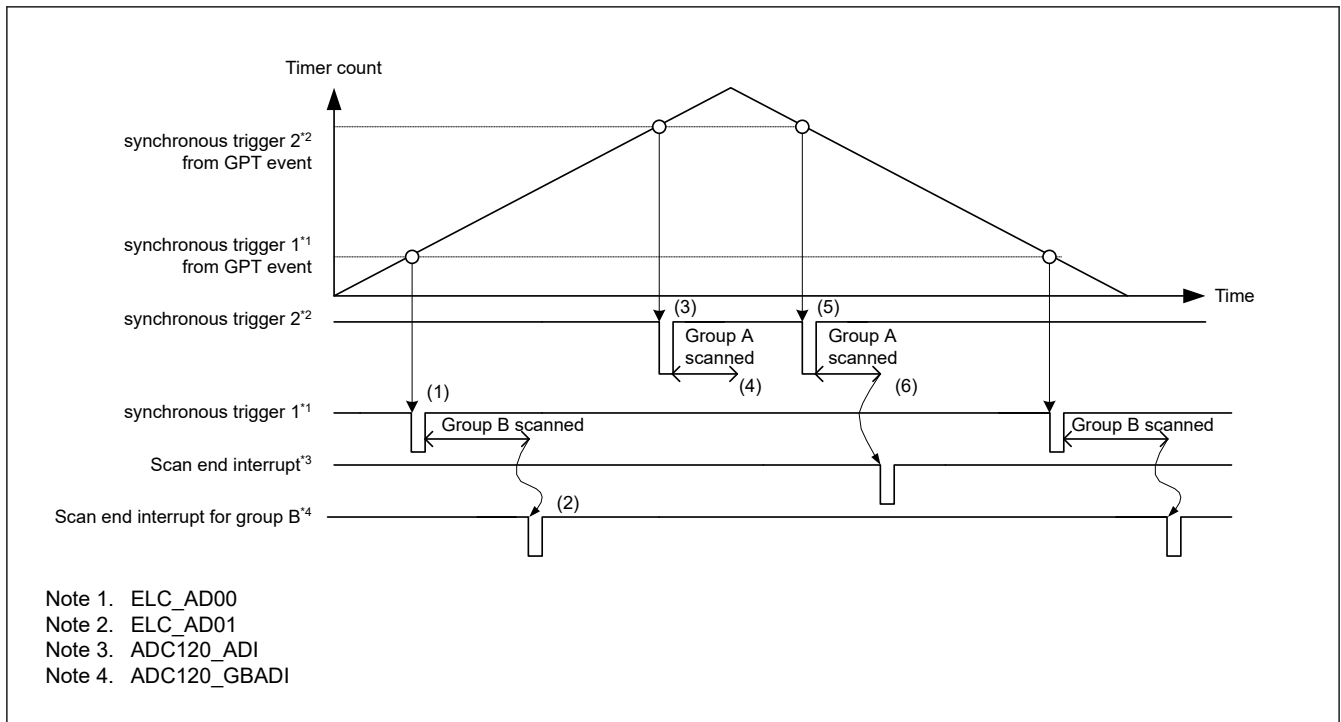 Timer count
synchronous trigger 2*2
from GPT event
synchronous trigger 1*1
from GPT event
Time
synchronous trigger 2*2
(3)
(5)
Group A
scanned
Group A
scanned
(4)
(6)
(1)
synchronous trigger 1*1
Group B scanned
Group B scanned
Scan end interrupt*3
(2)
Scan end interrupt for group B*4
Note 1. ELC_AD00
Note 2. ELC_AD01
Note 3. ADC120_ADI
Note 4. ADC120_GBADI